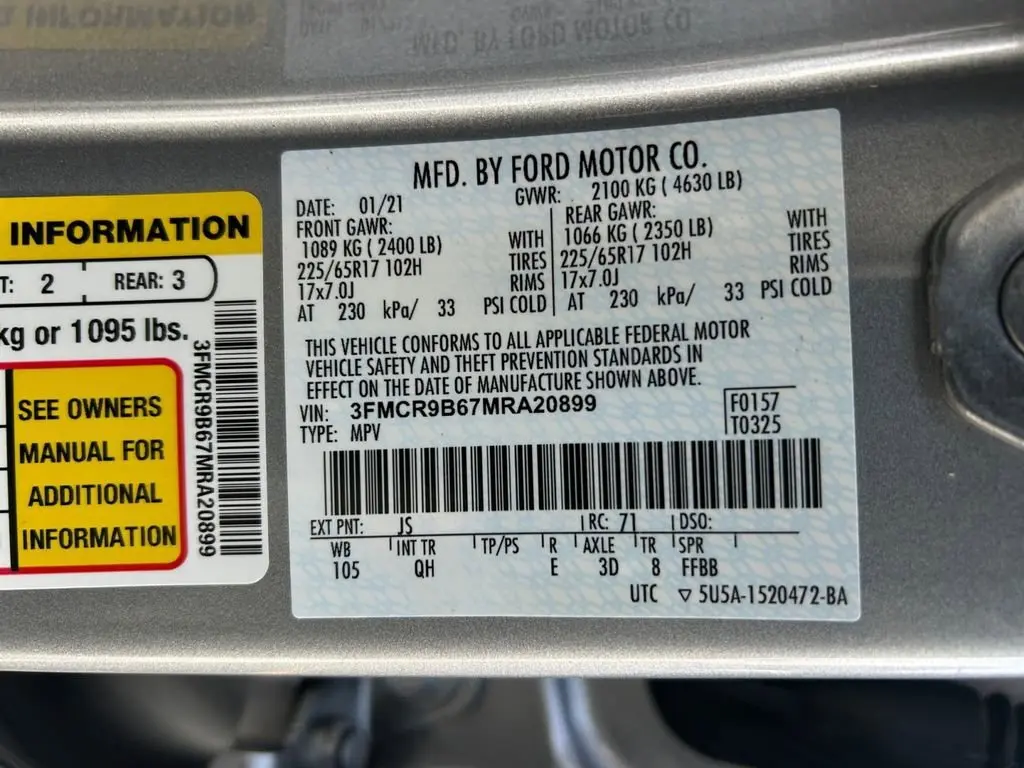 INFORMATION
T: 2 REAR: 3
kg or 1095 lbs.
SEE OWNERS
MANUAL FOR
ADDITIONAL
INFORMATION
3FMCR9B67MRA20899
MFD. BY FORD MOTOR CO.
DATE: 01/21 GVWR: 2100 KG ( 4630 LB)
FRONT GAWR: REAR GAWR:
1089 KG ( 2400 LB) WITH 1066 KG ( 2350 LB) WITH
225/65R17 102H TIRES 225/65R17 102H TIRES
17x7.0J RIMS 17x7.0J RIMS
AT 230 kPa/ 33 PSI COLD AT 230 kPa/ 33 PSI COLD
THIS VEHICLE CONFORMS TO ALL APPLICABLE FEDERAL MOTOR
VEHICLE SAFETY AND THEFT PREVENTION STANDARDS IN
EFFECT ON THE DATE OF MANUFACTURE SHOWN ABOVE.
VIN: 3FMCR9B67MRA20899 F0157
TYPE: MPV T0325
EXT PNT: JS RC: 71 DSO:
WB INT TR TP/PS R AXLE TR SPR
105 QH E 3D 8 FFBB
UTC ▽ 5U5A-1520472-BA